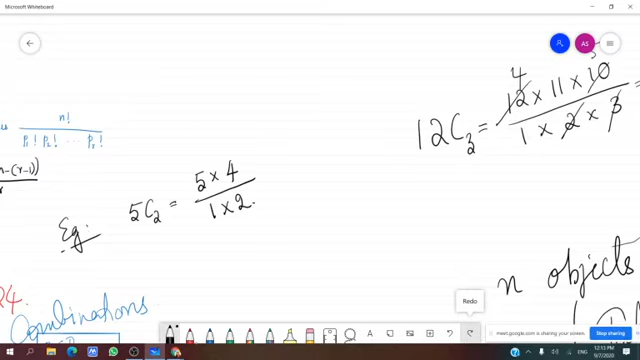 Microsoft Whiteboard
AS
n!
p₁! p₂! ... pᵣ!
n-(r-1))
12C₃ = 12 × 11 × 10 =
1 × 2 × 3
4
5
Eg. 5C₂ = 5 × 4
1 × 2.
n objects
24.
Combinations
Redo
meet.google.com is sharing your screen.
Stop sharing
12:11 PM
9/7/2020